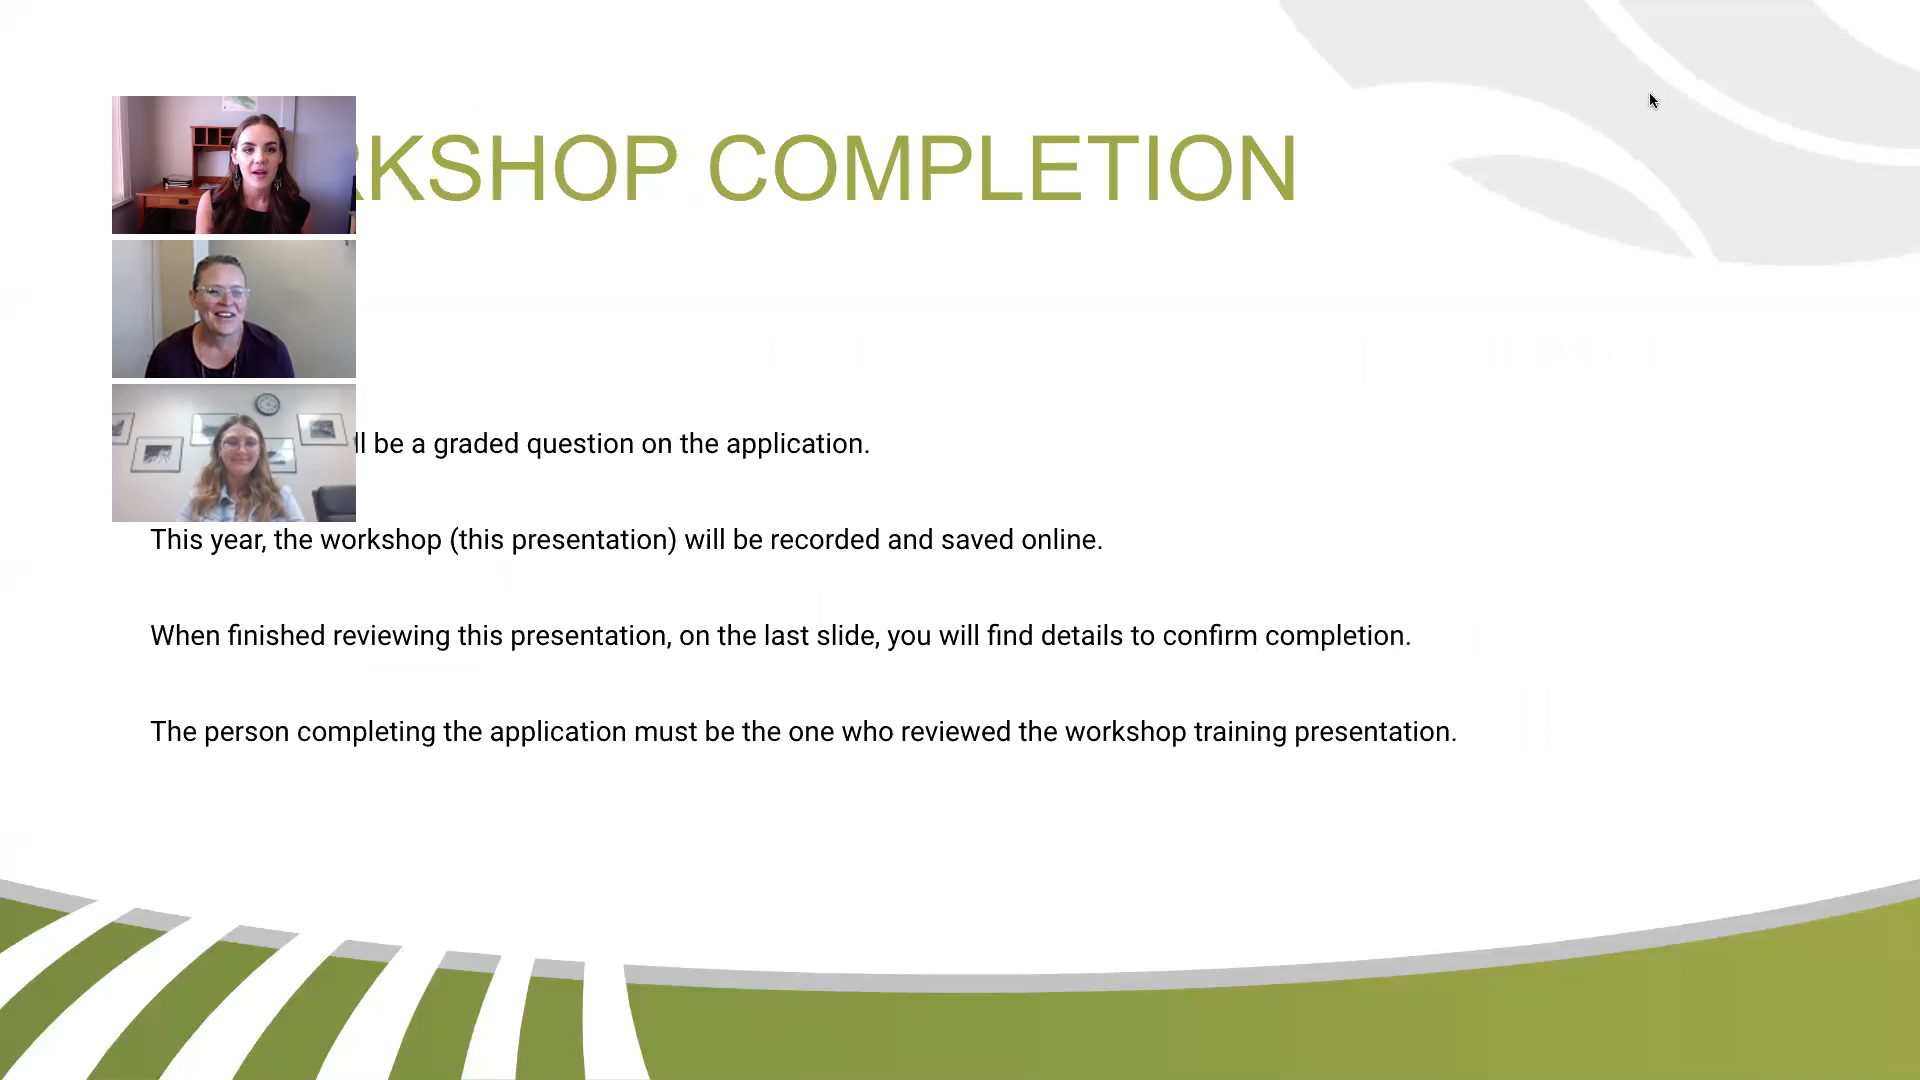 KSHOP COMPLETION
be a graded question on the application.
This year, the workshop (this presentation) will be recorded and saved online.
When finished reviewing this presentation, on the last slide, you will find details to confirm completion.
The person completing the application must be the one who reviewed the workshop training presentation.